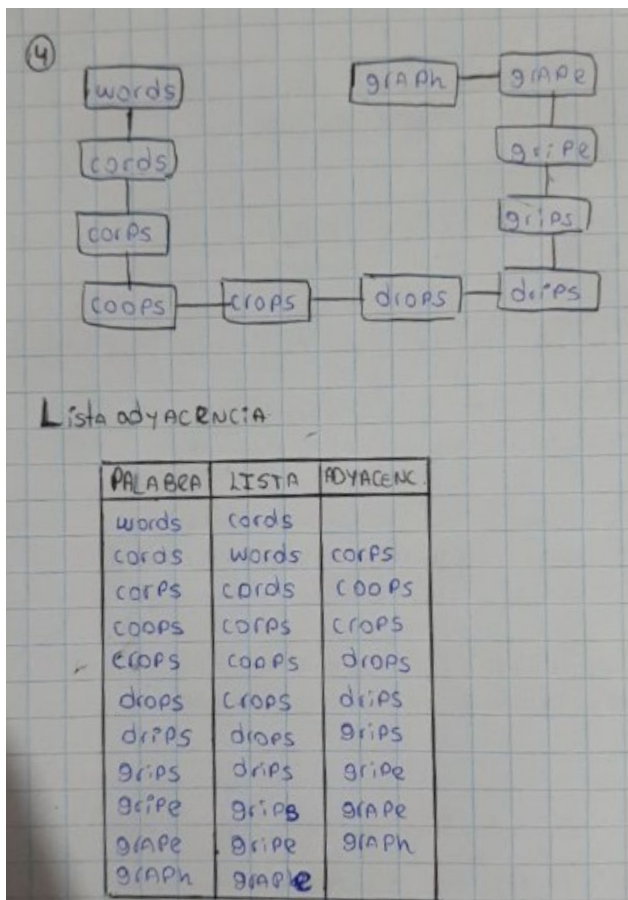 4
words grAPh grAPe
cords gripe
corps grips
coops crops drops drips
Lista adyACENCiA
PALABRA LISTA ADYACENC.
words cords
cords words corps
corps cords coops
coops corps crops
crops coops drops
drops crops drips
drips drops grips
grips drips gripe
gripe grips grAPe
grAPe gripe grAPh
grAPh grAPe